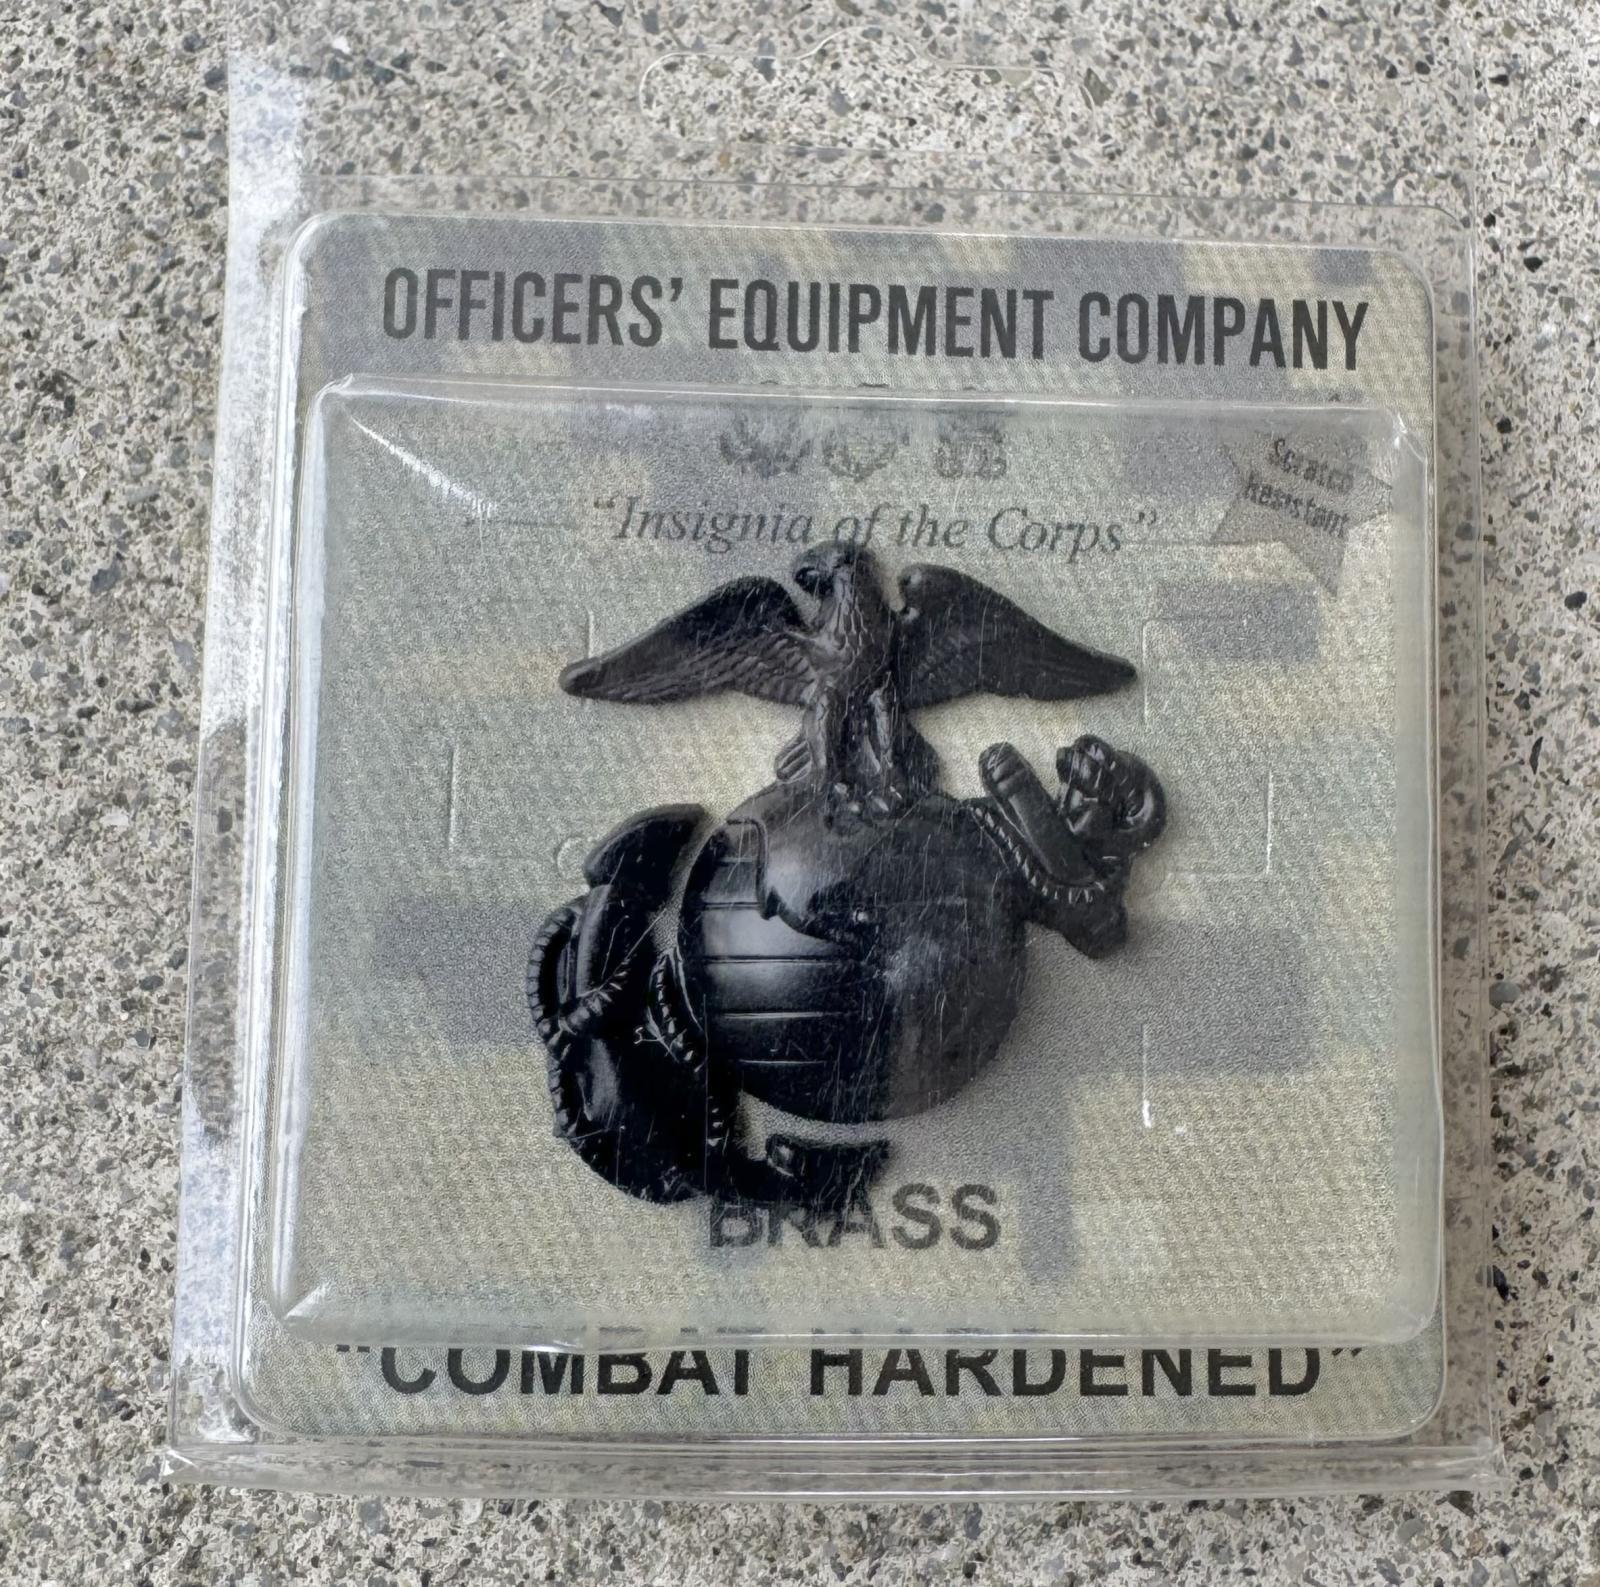 OFFICERS’ EQUIPMENT COMPANY
“Insignia of the Corps”
Scratch
Resistant
BRASS
“COMBAT HARDENED”